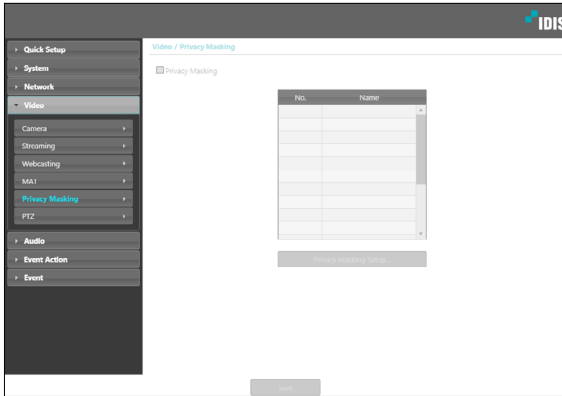 IDIS
Quick Setup
Video / Privacy Masking
System
Privacy Masking
Network
Video
No. Name
Camera
Streaming
Webcasting
MAT
Privacy Masking
PTZ
Audio
Event Action
Privacy Masking Setup...
Event
Save